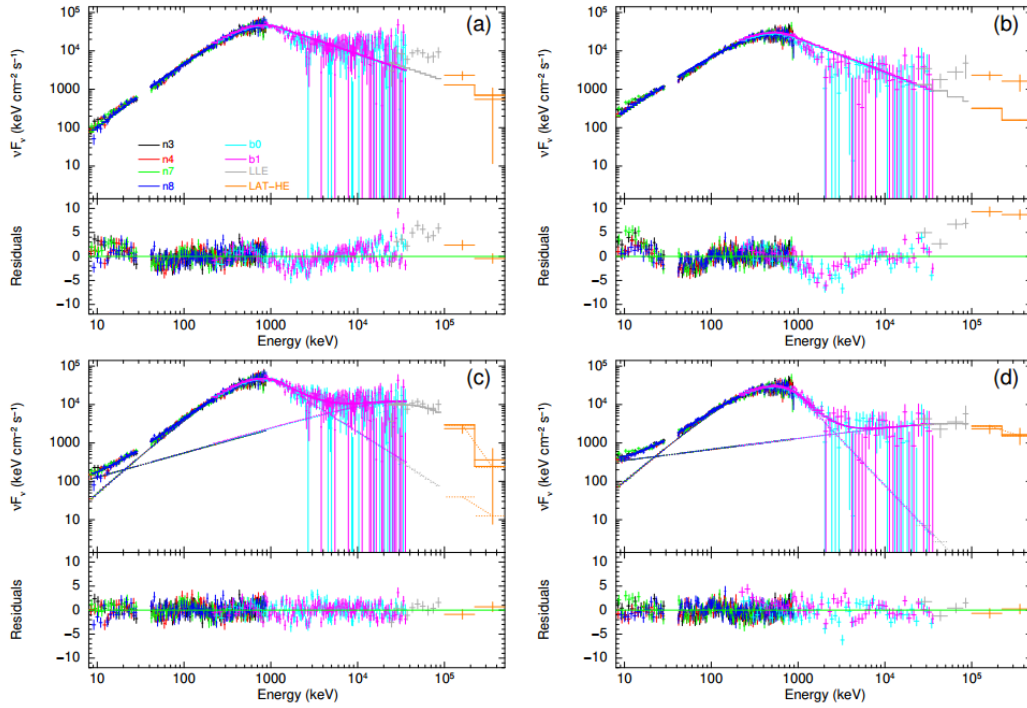 (a)
10⁵
10⁴
1000
100
10
νFᵥ (keV cm⁻² s⁻¹)
n3 b0
n4 b1
n7 LLE
n8 LAT-HE
10
5
0
−5
−10
Residuals
10 100 1000 10⁴ 10⁵
Energy (keV)
(b)
10⁵
10⁴
1000
100
10
νFᵥ (keV cm⁻² s⁻¹)
10
5
0
−5
−10
Residuals
10 100 1000 10⁴ 10⁵
Energy (keV)
(c)
10⁵
10⁴
1000
100
10
νFᵥ (keV cm⁻² s⁻¹)
10
5
0
−5
−10
Residuals
10 100 1000 10⁴ 10⁵
Energy (keV)
(d)
10⁵
10⁴
1000
100
10
νFᵥ (keV cm⁻² s⁻¹)
10
5
0
−5
−10
Residuals
10 100 1000 10⁴ 10⁵
Energy (keV)